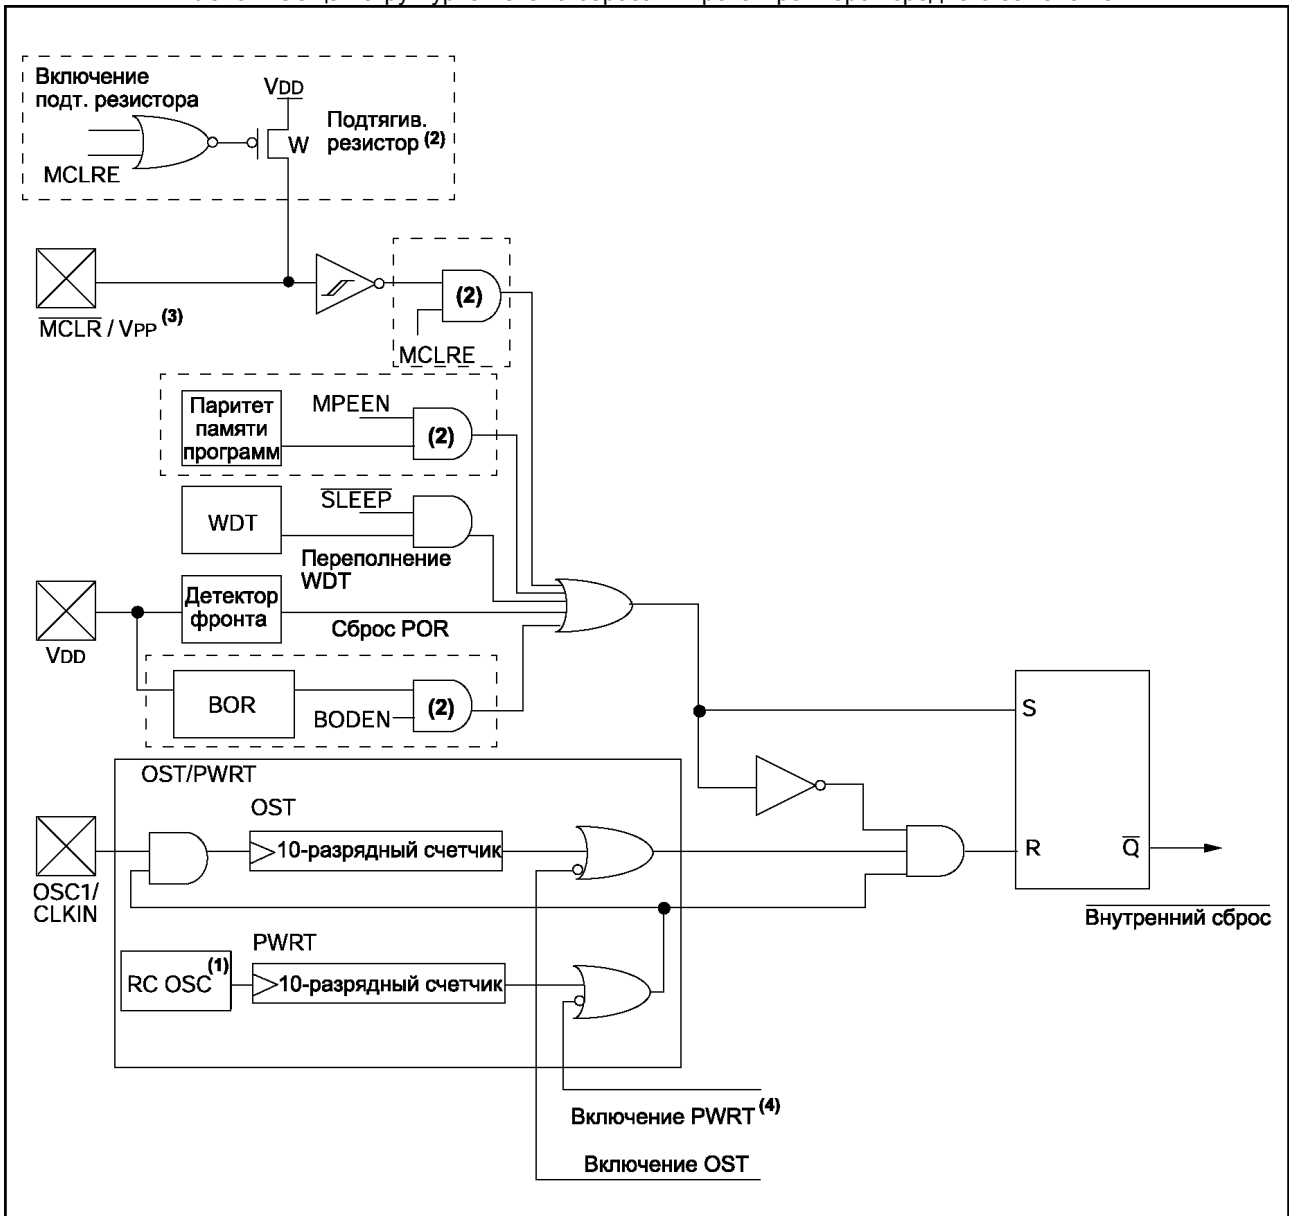 Включение
подт. резистора
VDD
Подтягив.
резистор (2)
W
MCLRE
MCLR / VPP (3)
(2)
MCLRE
Паритет
памяти
программ
MPEEN
(2)
WDT
SLEEP
Переполнение
WDT
Детектор
фронта
Сброс POR
VDD
BOR
BODEN
(2)
S
R
Q
OST/PWRT
OST
10-разрядный счетчик
OSC1/
CLKIN
Внутренний сброс
PWRT
RC OSC (1)
10-разрядный счетчик
Включение PWRT (4)
Включение OST